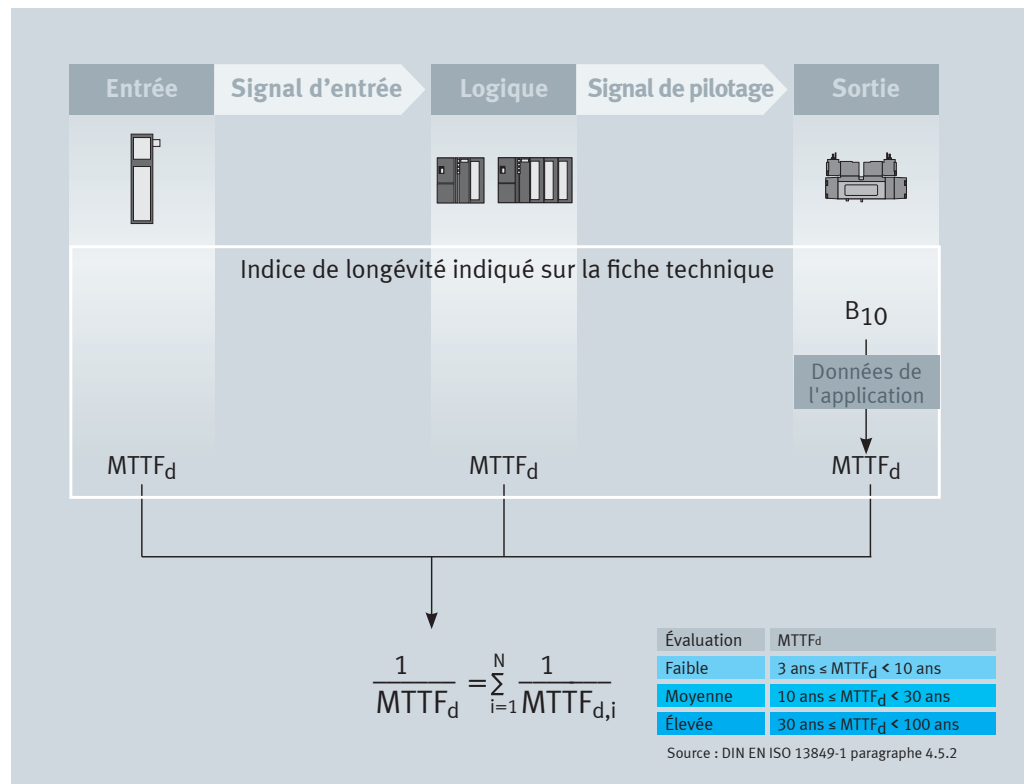 Entrée
Signal d'entrée
Logique
Signal de pilotage
Sortie
Indice de longévité indiqué sur la fiche technique
B10
Données de
l'application
MTTFd
MTTFd
MTTFd
1/MTTFd = N Σ i=1 1/MTTFd,i
Évaluation MTTFd
Faible 3 ans ≤ MTTFd < 10 ans
Moyenne 10 ans ≤ MTTFd < 30 ans
Élevée 30 ans ≤ MTTFd < 100 ans
Source : DIN EN ISO 13849-1 paragraphe 4.5.2